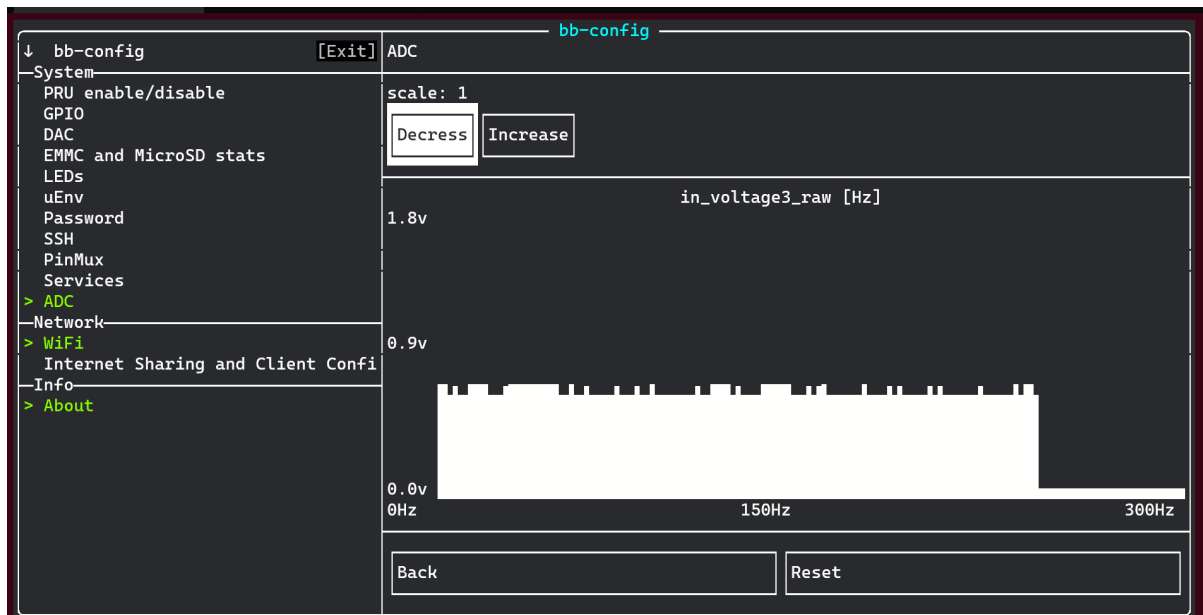 bb-config
↓ bb-config [Exit]
System
PRU enable/disable
GPIO
DAC
EMMC and MicroSD stats
LEDs
uEnv
Password
SSH
PinMux
Services
> ADC
Network
> WiFi
Internet Sharing and Client Confi
Info
> About
ADC
scale: 1
Decress Increase
in_voltage3_raw [Hz]
1.8v
0.9v
0.0v
0Hz 150Hz 300Hz
Back Reset